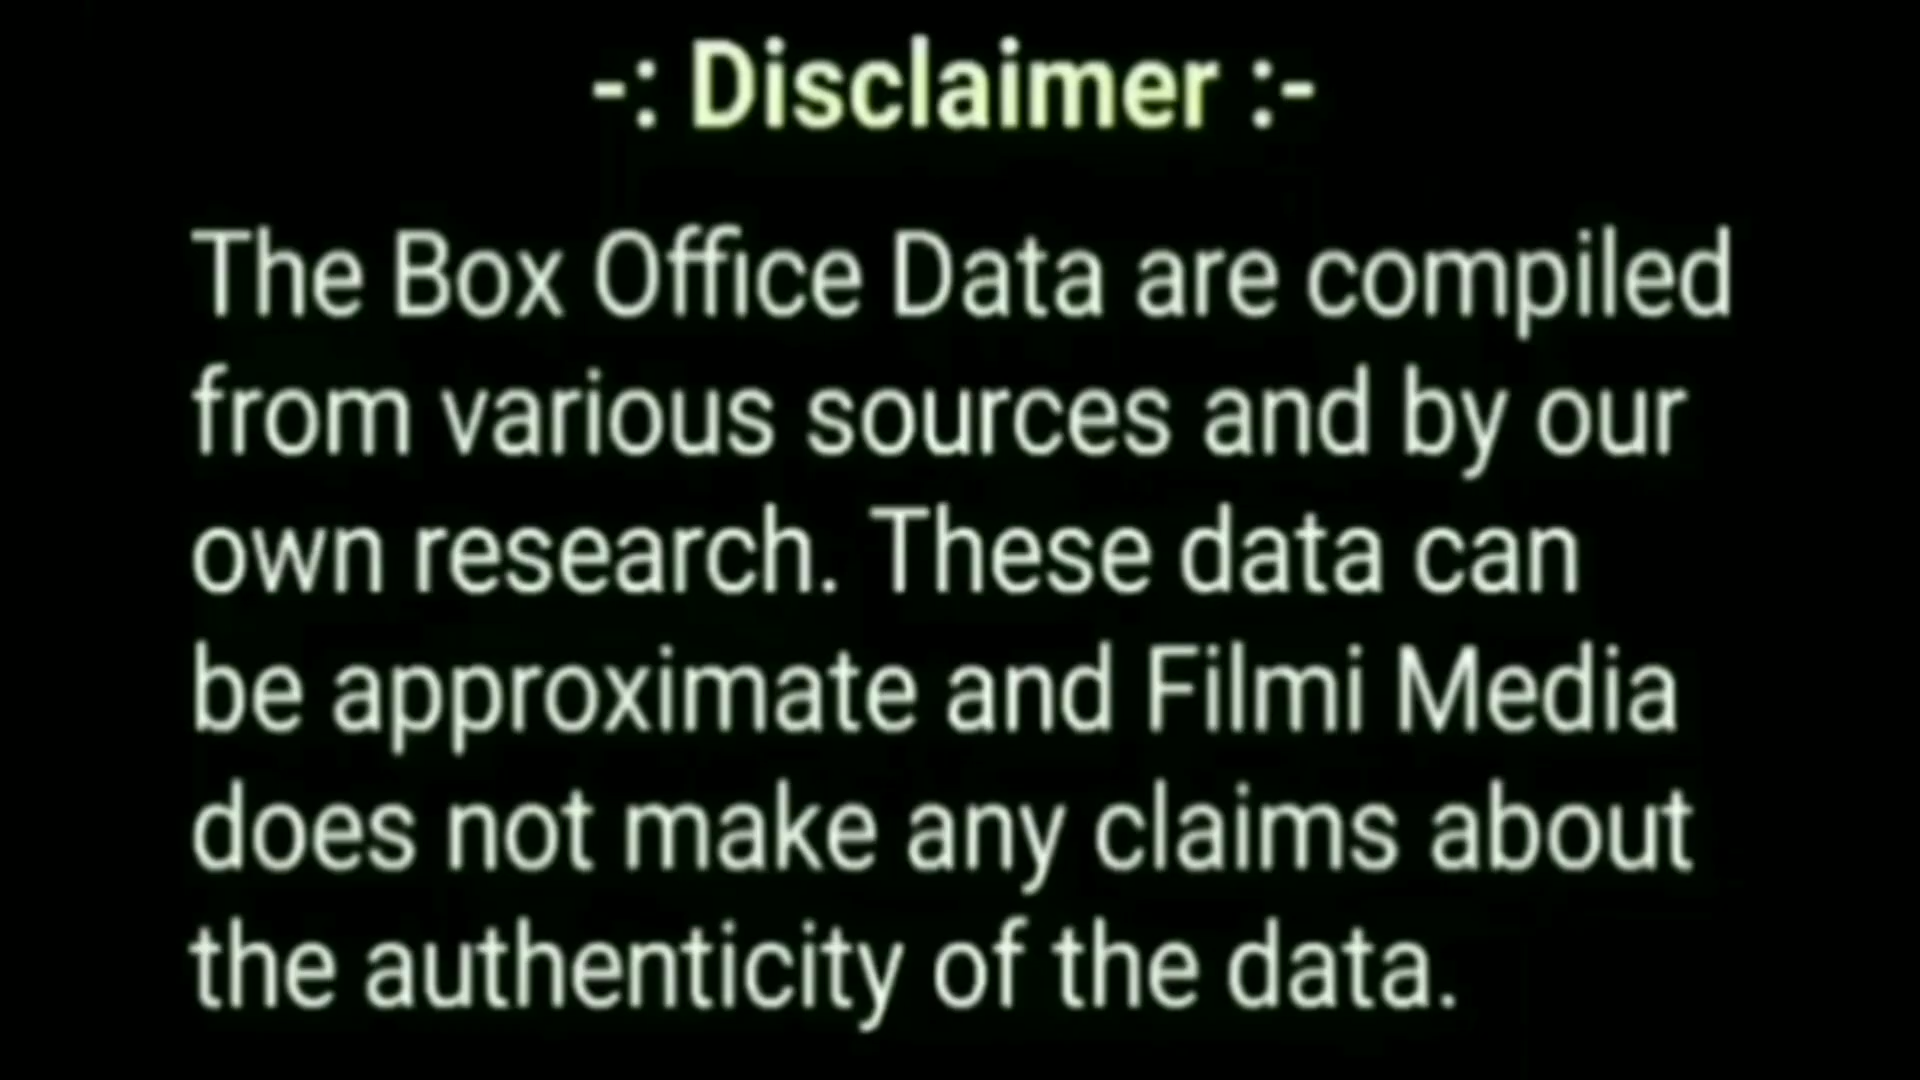 -: Disclaimer :-
The Box Office Data are compiled
from various sources and by our
own research. These data can
be approximate and Filmi Media
does not make any claims about
the authenticity of the data.